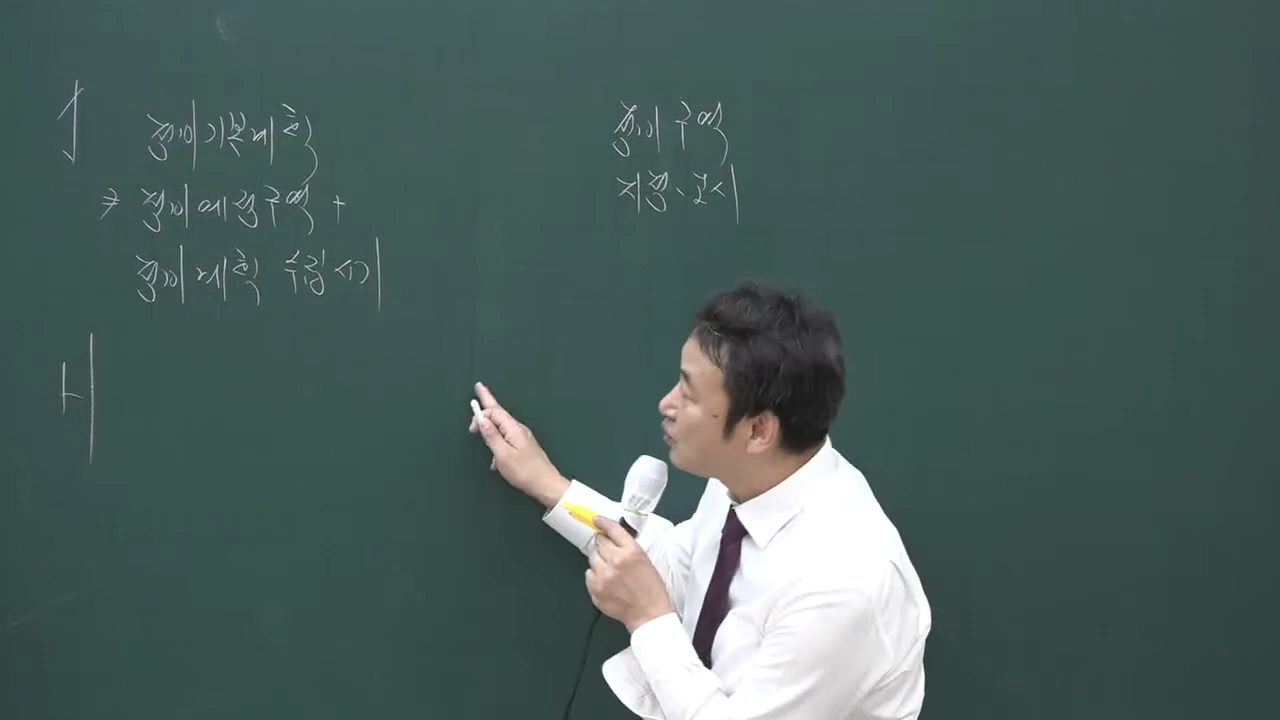 정비기본계획
⇒ 정비예정구역 +
정비계획 수립시기
정비구역
지정·고시